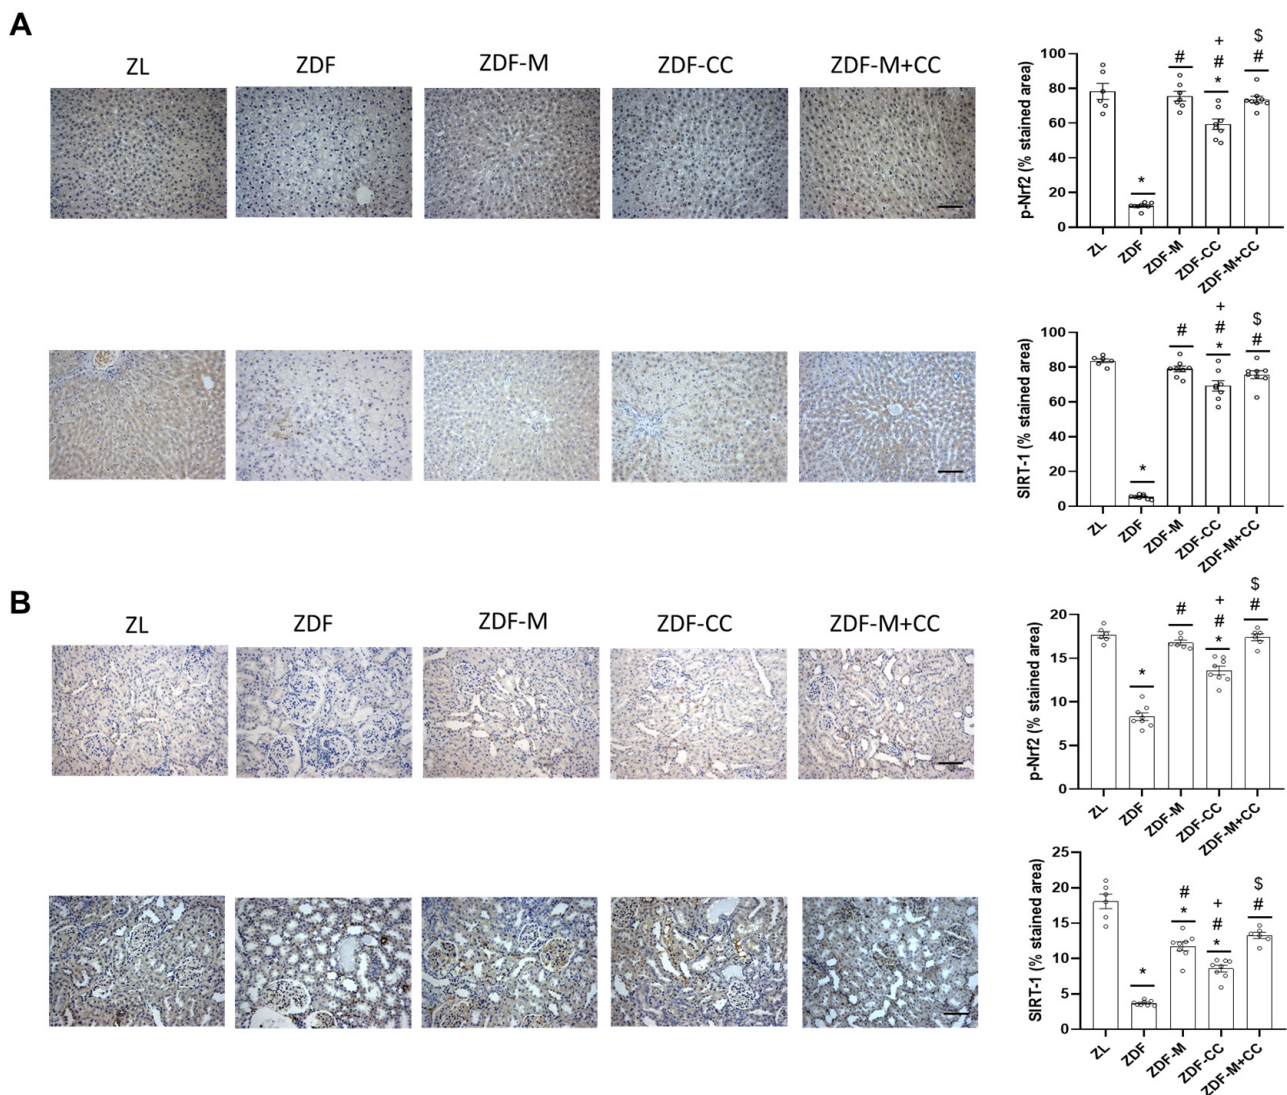 A
ZL ZDF ZDF-M ZDF-CC ZDF-M+CC
p-Nrf2 (% stained area)
100
80
60
40
20
0
* # + # * $ #
ZL ZDF ZDF-M ZDF-CC ZDF-M+CC
SIRT-1 (% stained area)
100
80
60
40
20
0
* # + # * $ #
ZL ZDF ZDF-M ZDF-CC ZDF-M+CC
B
ZL ZDF ZDF-M ZDF-CC ZDF-M+CC
p-Nrf2 (% stained area)
20
15
10
5
0
* # + # * $ #
ZL ZDF ZDF-M ZDF-CC ZDF-M+CC
SIRT-1 (% stained area)
25
20
15
10
5
0
* # * + # * $ #
ZL ZDF ZDF-M ZDF-CC ZDF-M+CC